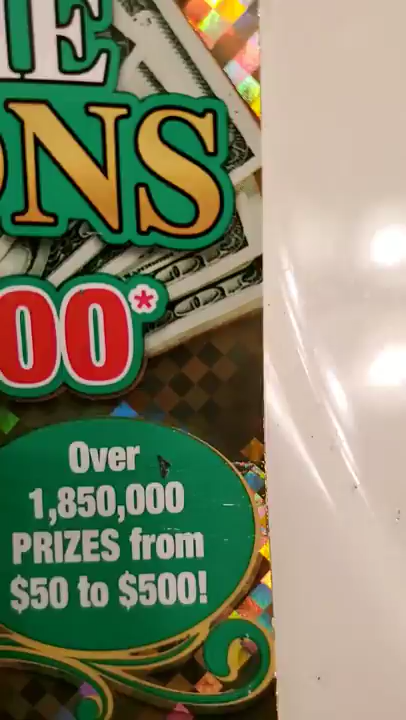 E
ONS
00*
Over
1,850,000
PRIZES from
$50 to $500!